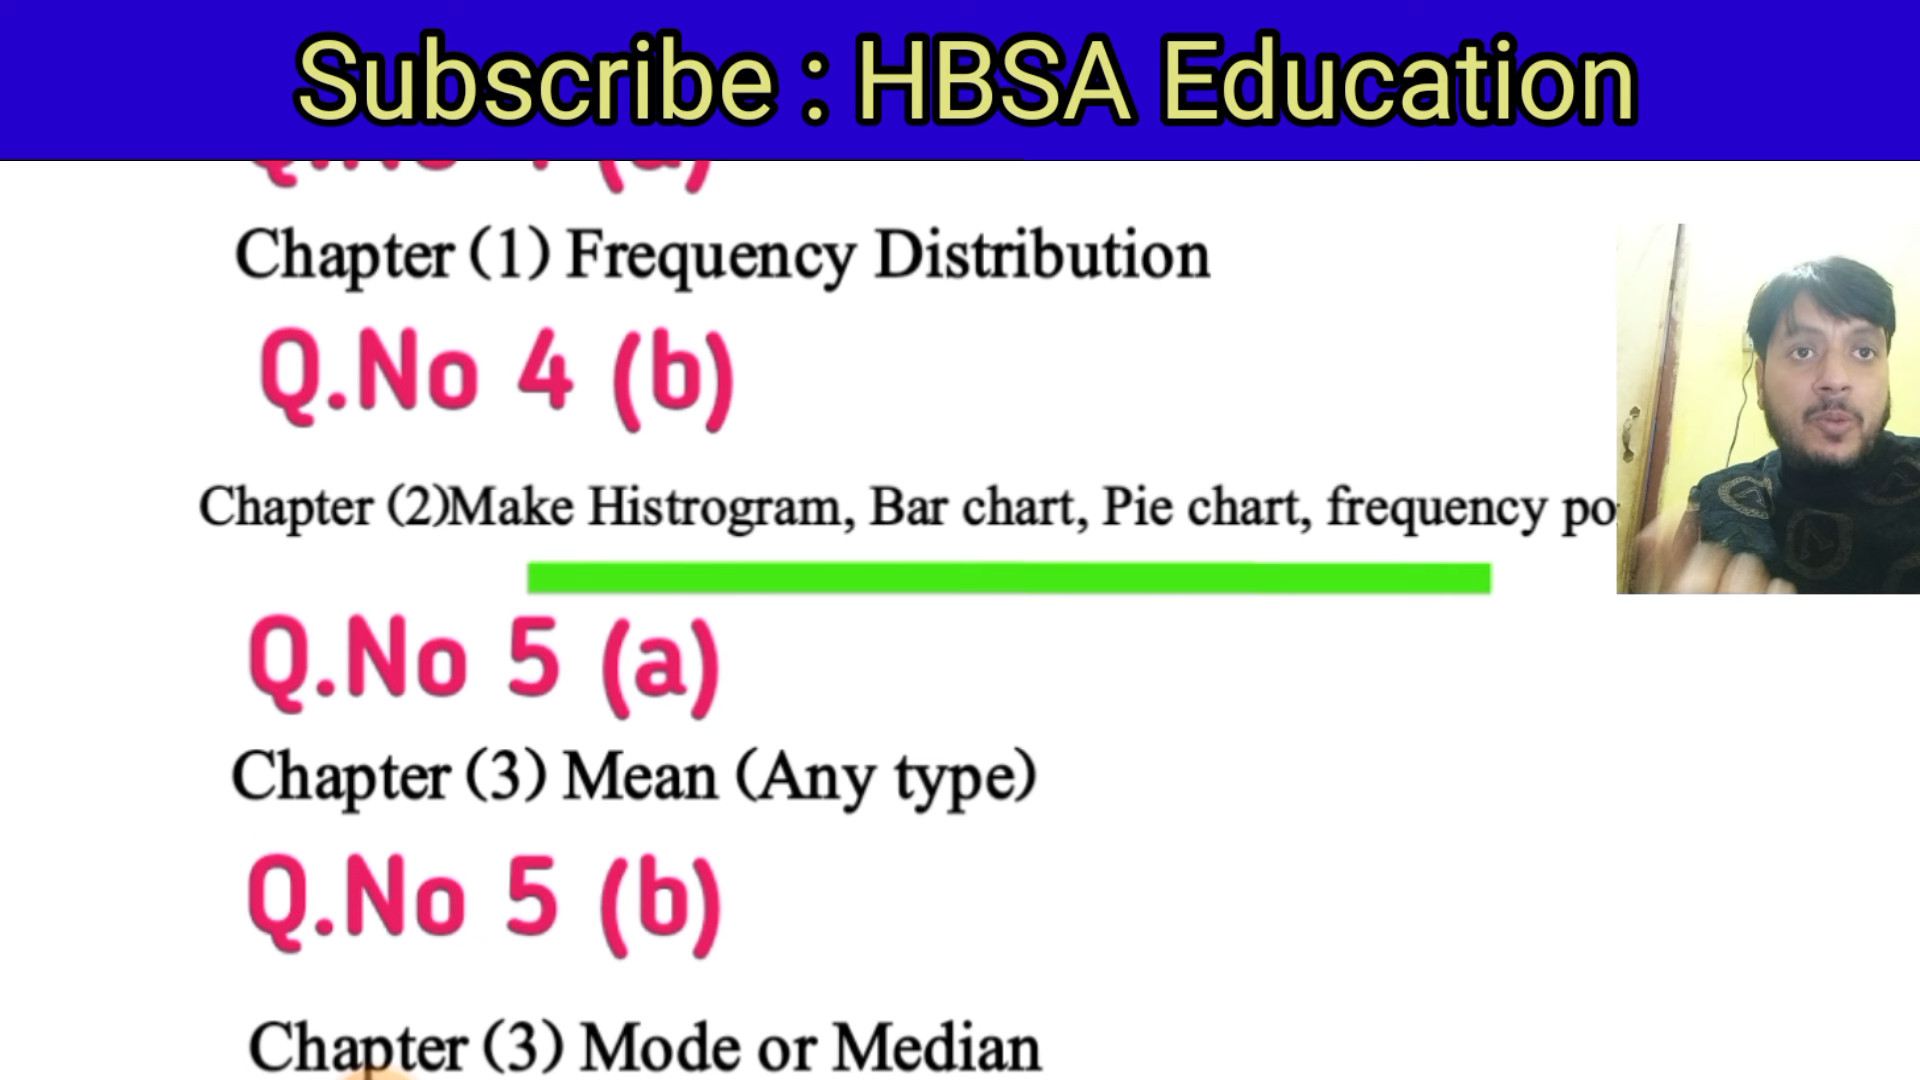 Subscribe : HBSA Education
Chapter (1) Frequency Distribution
Q.No 4 (b)
Chapter (2)Make Histrogram, Bar chart, Pie chart, frequency po
Q.No 5 (a)
Chapter (3) Mean (Any type)
Q.No 5 (b)
Chapter (3) Mode or Median